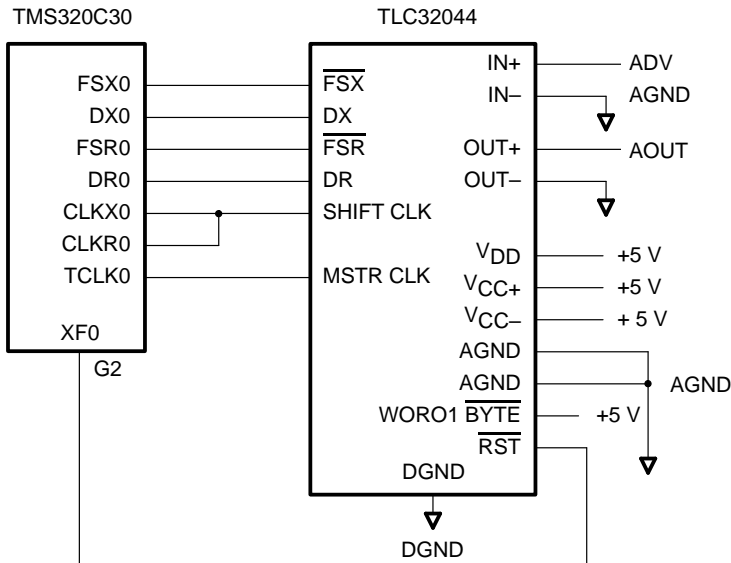 TMS320C30
TLC32044
FSX0
DX0
FSR0
DR0
CLKX0
CLKR0
TCLK0
XF0
G2
FSX
DX
FSR
DR
SHIFT CLK
MSTR CLK
IN+
IN–
OUT+
OUT–
VDD
VCC+
VCC–
AGND
AGND
WORO1 BYTE
RST
DGND
ADV
AGND
AOUT
+5 V
+5 V
+ 5 V
AGND
+5 V
DGND